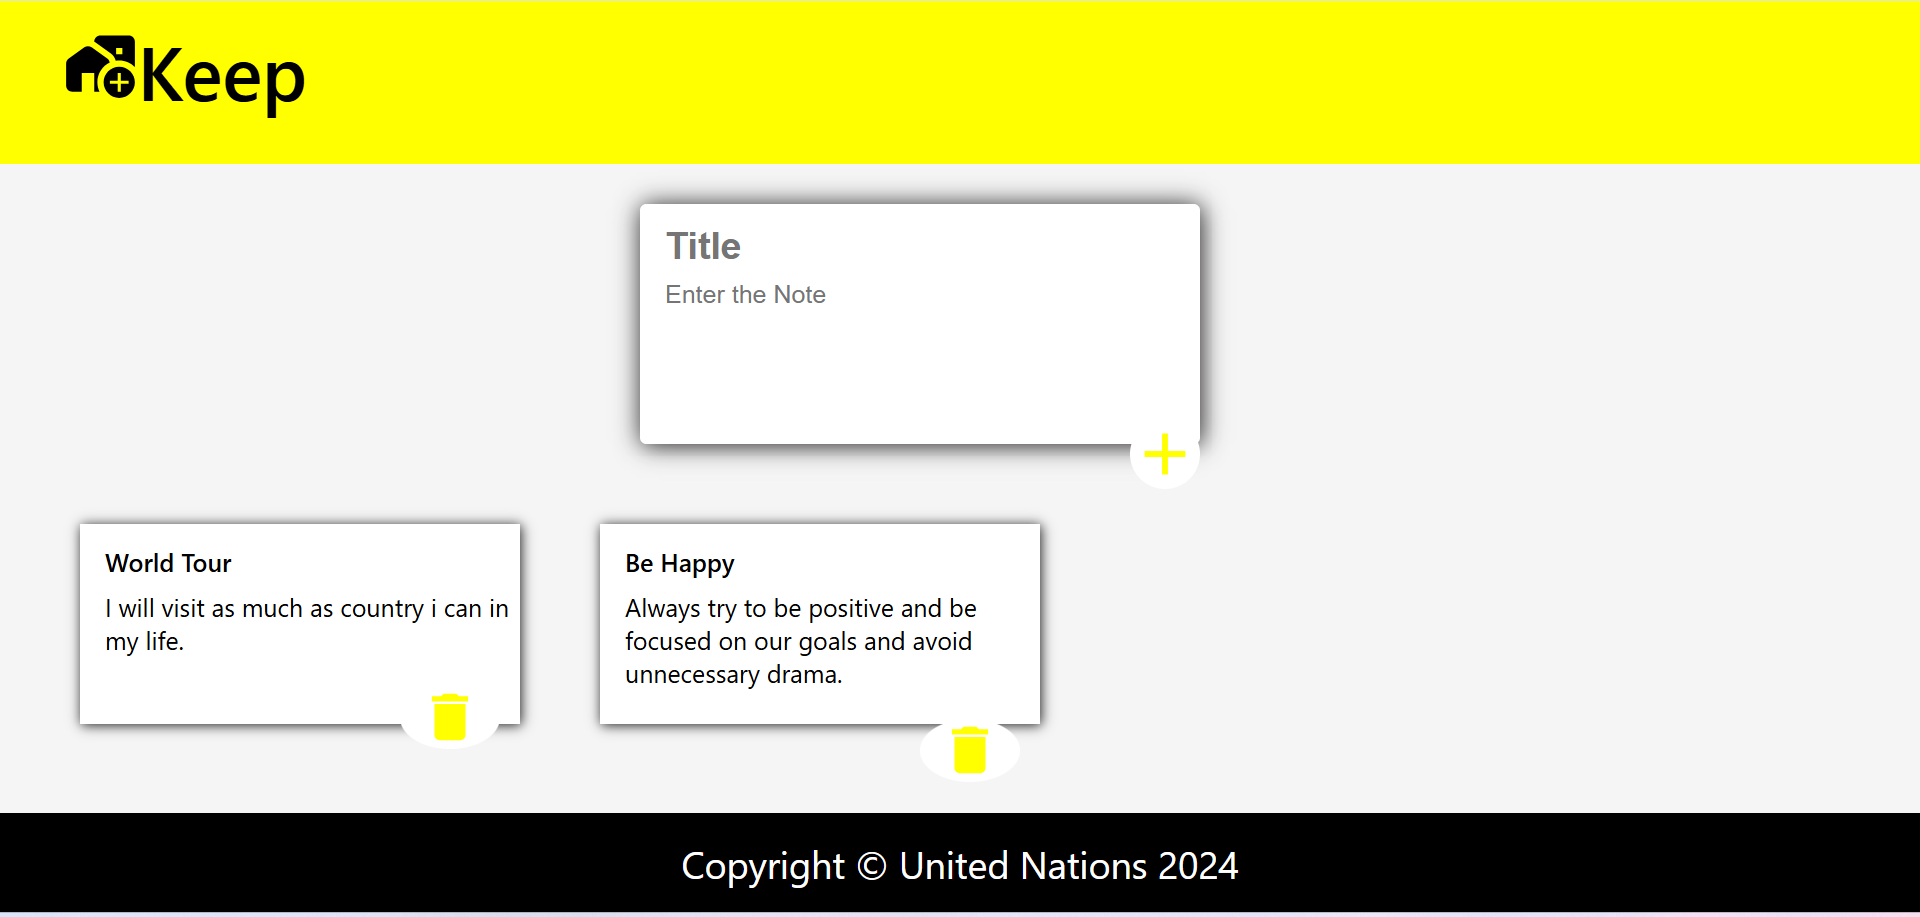 Keep
Title
Enter the Note
World Tour
I will visit as much as country i can in
my life.
Be Happy
Always try to be positive and be
focused on our goals and avoid
unnecessary drama.
Copyright © United Nations 2024